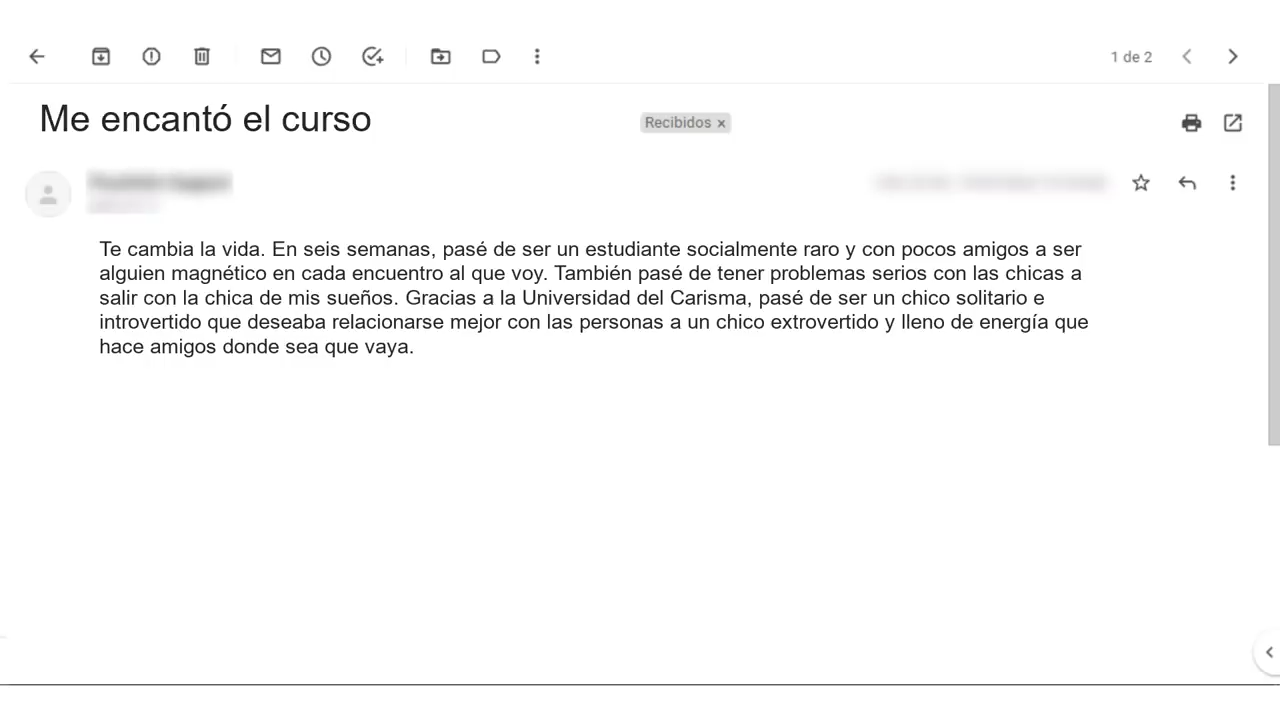 1 de 2
Me encantó el curso
Recibidos x
Te cambia la vida. En seis semanas, pasé de ser un estudiante socialmente raro y con pocos amigos a ser
alguien magnético en cada encuentro al que voy. También pasé de tener problemas serios con las chicas a
salir con la chica de mis sueños. Gracias a la Universidad del Carisma, pasé de ser un chico solitario e
introvertido que deseaba relacionarse mejor con las personas a un chico extrovertido y lleno de energía que
hace amigos donde sea que vaya.